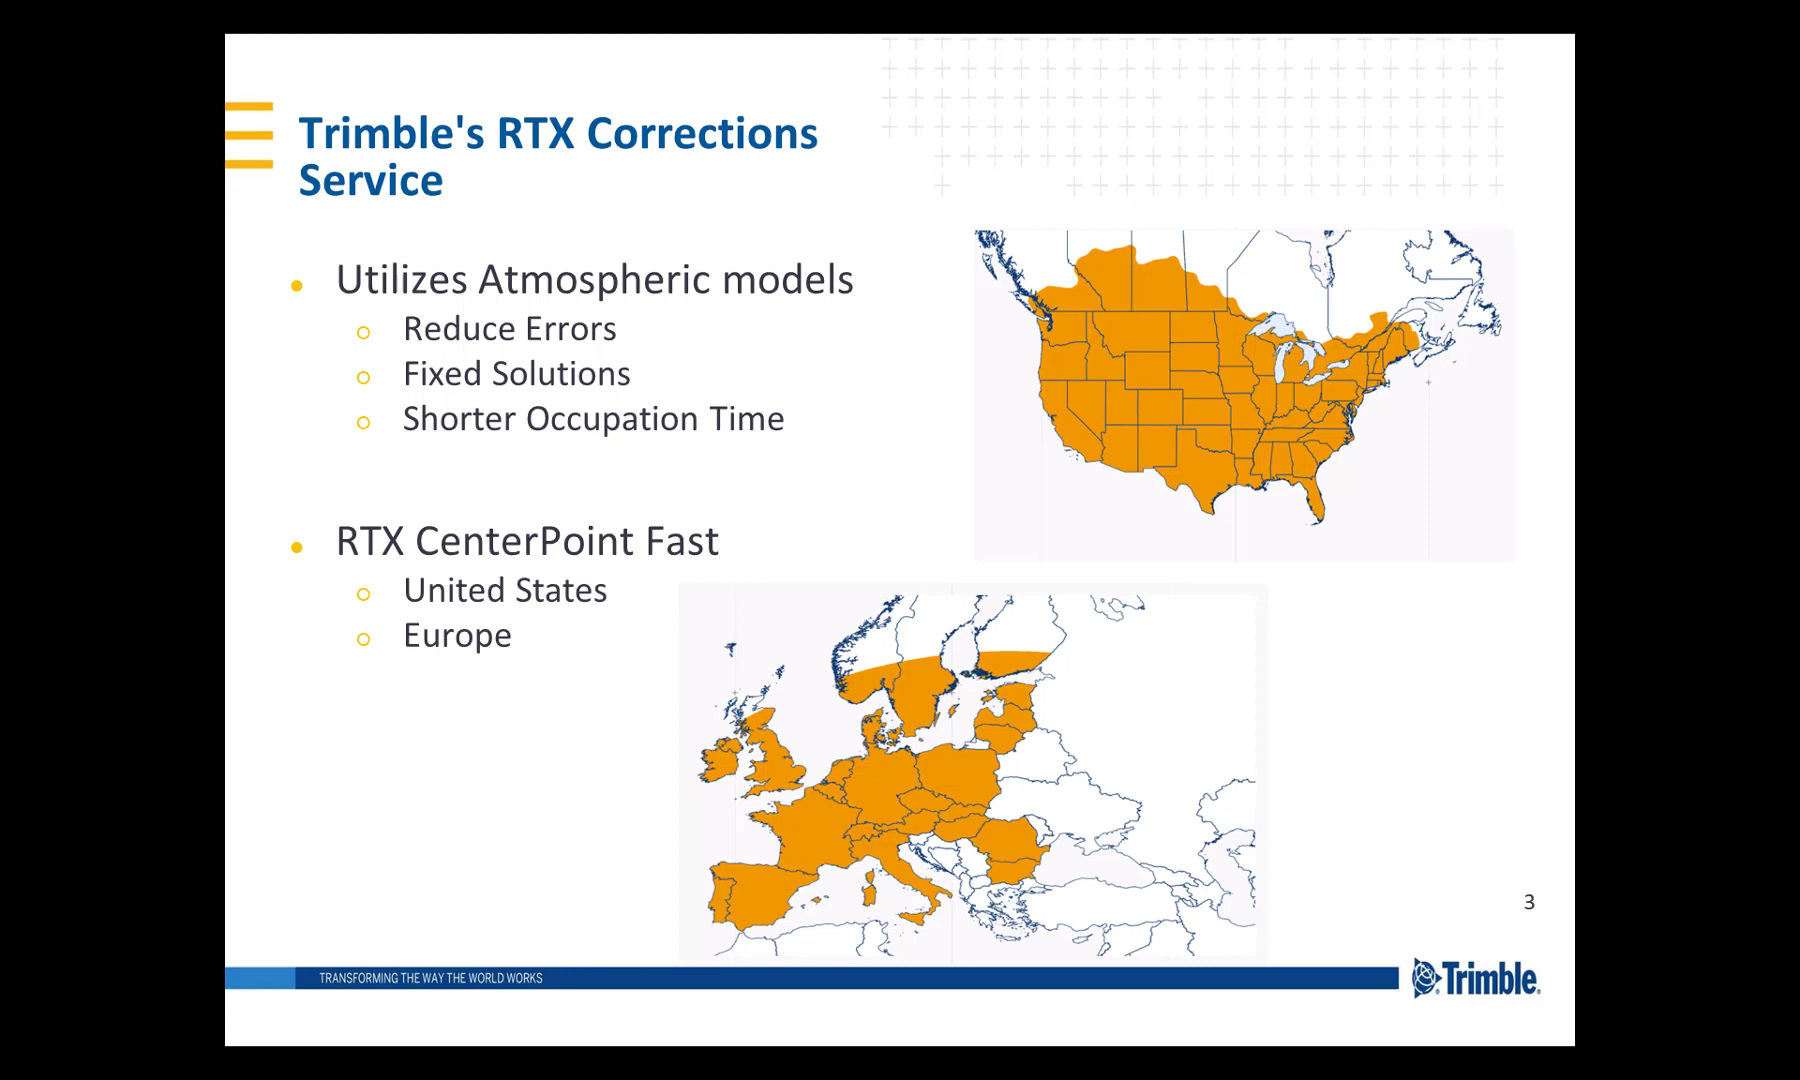 Trimble's RTX Corrections
Service
• Utilizes Atmospheric models
○ Reduce Errors
○ Fixed Solutions
○ Shorter Occupation Time
• RTX CenterPoint Fast
○ United States
○ Europe
3
TRANSFORMING THE WAY THE WORLD WORKS
Trimble